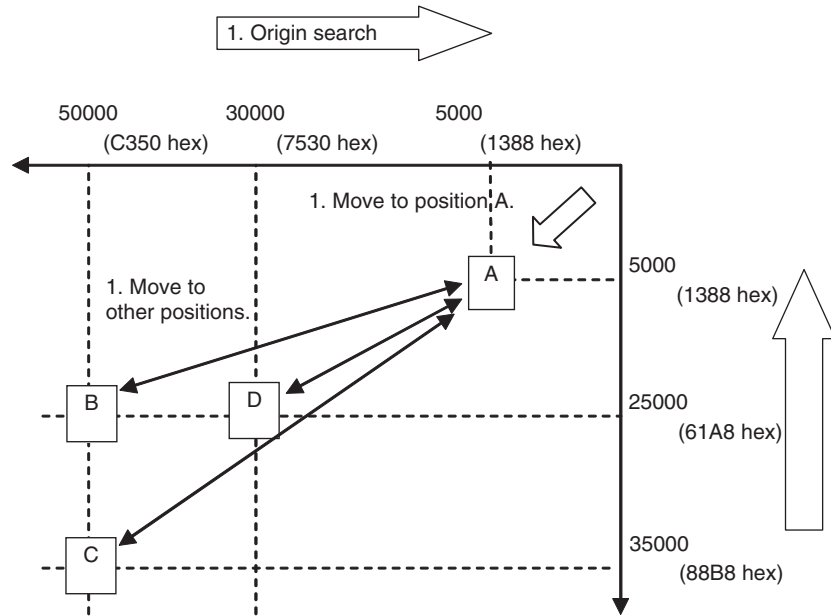 1. Origin search
50000
(C350 hex)
30000
(7530 hex)
5000
(1388 hex)
1. Move to position A.
A
5000
(1388 hex)
1. Move to
other positions.
B
D
25000
(61A8 hex)
C
35000
(88B8 hex)